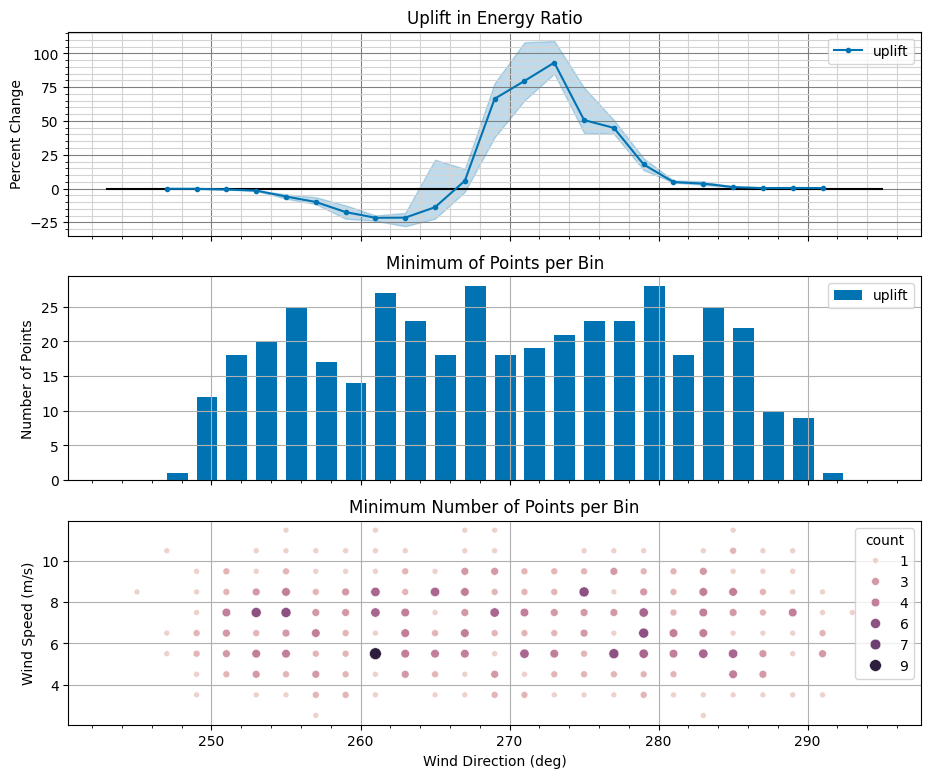 Uplift in Energy Ratio
Percent Change
100
75
50
25
0
−25
uplift
Minimum of Points per Bin
Number of Points
25
20
15
10
5
0
uplift
Minimum Number of Points per Bin
Wind Speed (m/s)
10
8
6
4
count
1
3
4
6
7
9
250 260 270 280 290
Wind Direction (deg)